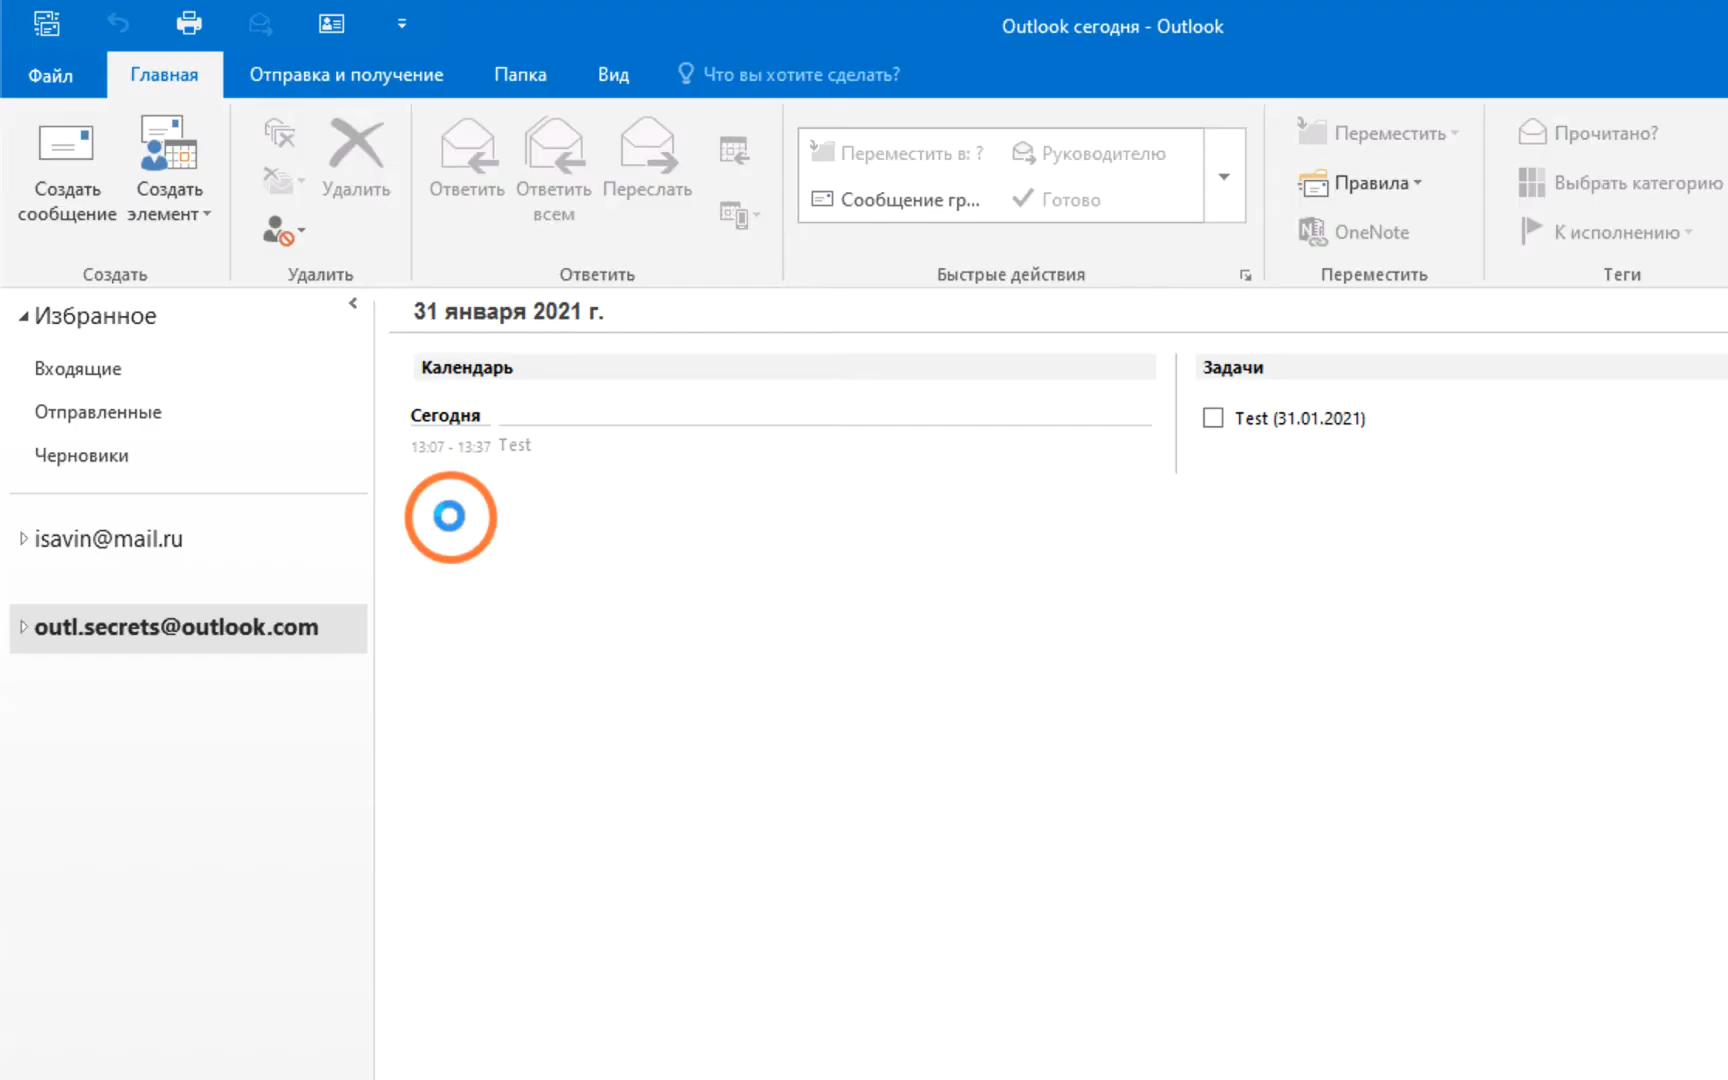 Outlook сегодня - Outlook
Файл
Главная
Отправка и получение
Папка
Вид
Что вы хотите сделать?
Создать
сообщение
Создать
элемент
Создать
Удалить
Удалить
Ответить
Ответить
всем
Переслать
Ответить
Переместить в: ?
Руководителю
Сообщение гр...
Готово
Быстрые действия
Переместить
Правила
OneNote
Переместить
Прочитано?
Выбрать категорию
К исполнению
Теги
Избранное
Входящие
Отправленные
Черновики
isavin@mail.ru
outl.secrets@outlook.com
31 января 2021 г.
Календарь
Сегодня
13:07 - 13:37 Test
Задачи
Test (31.01.2021)